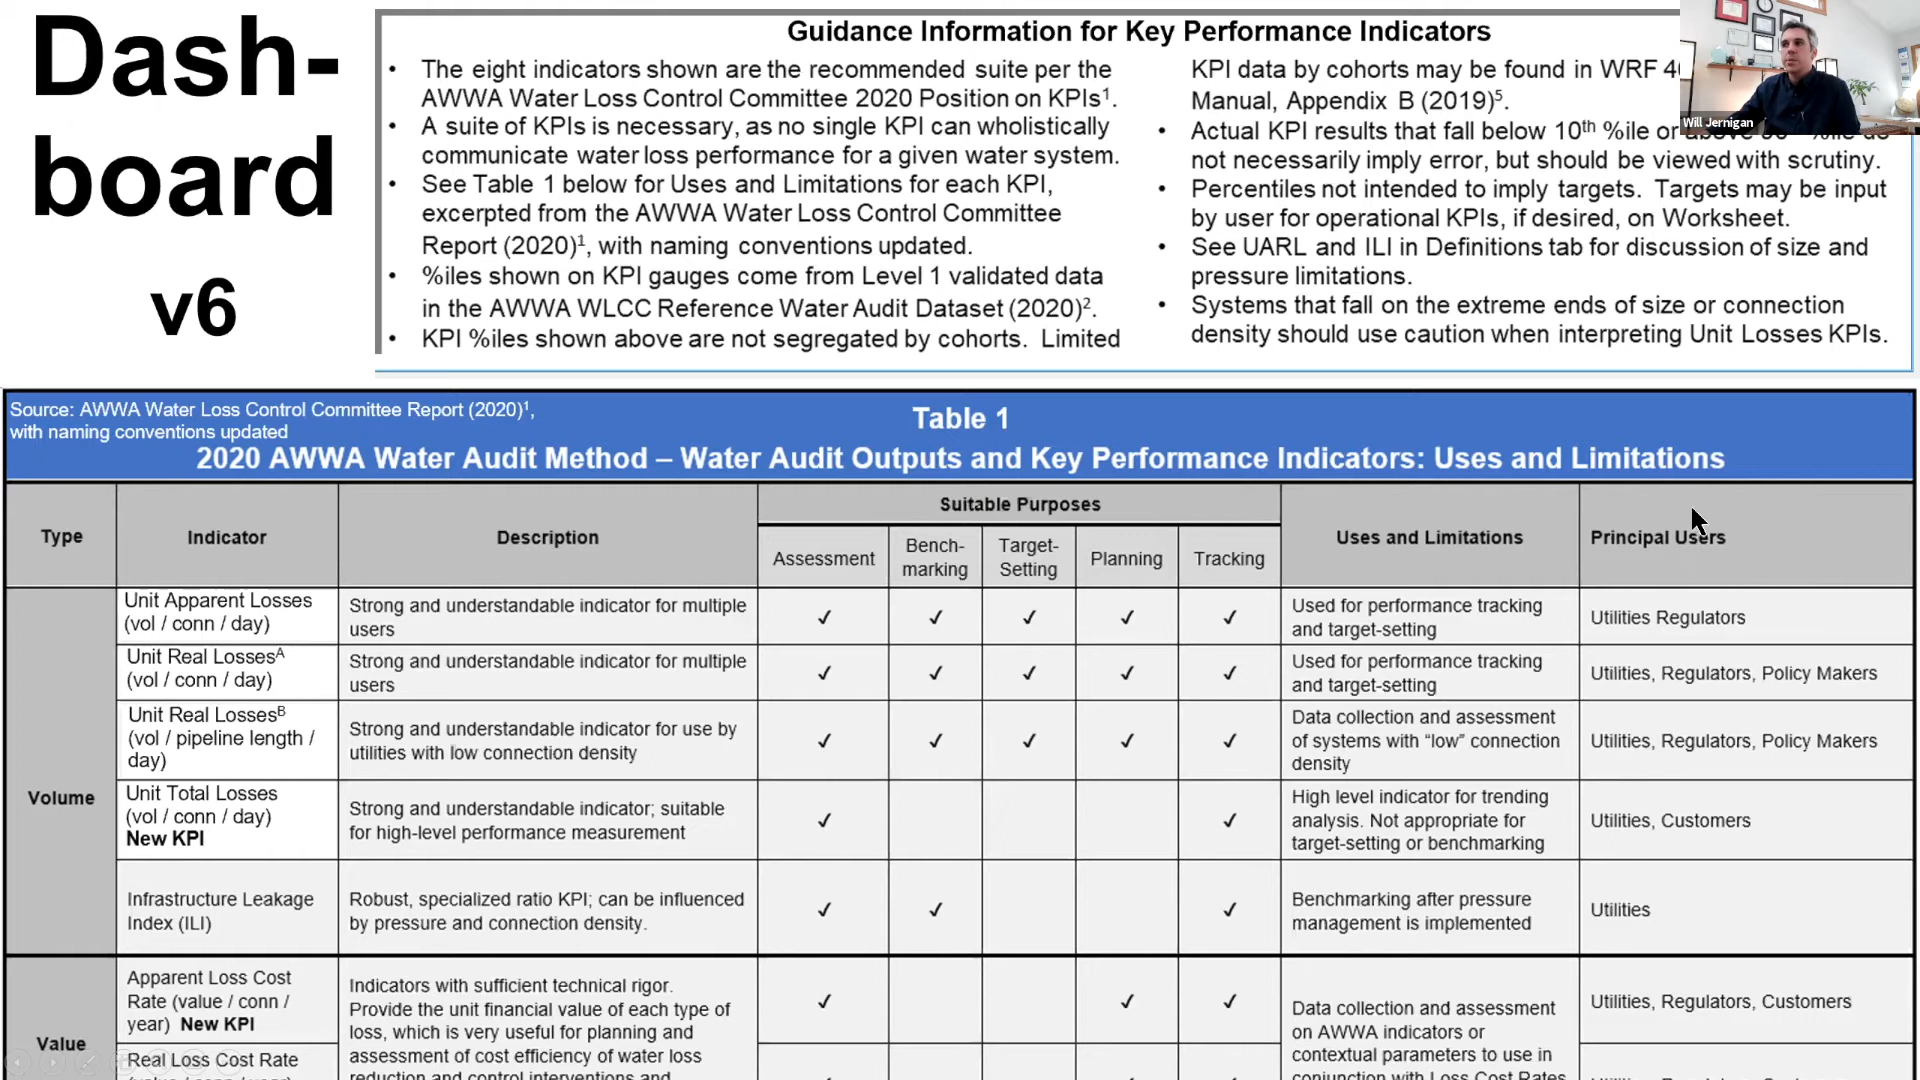 Dash-
board
v6
Guidance Information for Key Performance Indicators
• The eight indicators shown are the recommended suite per the
AWWA Water Loss Control Committee 2020 Position on KPIs¹.
• A suite of KPIs is necessary, as no single KPI can wholistically
communicate water loss performance for a given water system.
• See Table 1 below for Uses and Limitations for each KPI,
excerpted from the AWWA Water Loss Control Committee
Report (2020)¹, with naming conventions updated.
• %iles shown on KPI gauges come from Level 1 validated data
in the AWWA WLCC Reference Water Audit Dataset (2020)².
• KPI %iles shown above are not segregated by cohorts. Limited
KPI data by cohorts may be found in WRF
Manual, Appendix B (2019)⁵.
• Actual KPI results that fall below 10th %ile or
not necessarily imply error, but should be viewed with scrutiny.
• Percentiles not intended to imply targets. Targets may be input
by user for operational KPIs, if desired, on Worksheet.
• See UARL and ILI in Definitions tab for discussion of size and
pressure limitations.
• Systems that fall on the extreme ends of size or connection
density should use caution when interpreting Unit Losses KPIs.
Will Jernigan
Source: AWWA Water Loss Control Committee Report (2020)¹,
with naming conventions updated
Table 1
2020 AWWA Water Audit Method – Water Audit Outputs and Key Performance Indicators: Uses and Limitations
Type
Indicator
Description
Suitable Purposes
Assessment
Bench-
marking
Target-
Setting
Planning
Tracking
Uses and Limitations
Principal Users
Volume
Unit Apparent Losses
(vol / conn / day)
Strong and understandable indicator for multiple
users
✓ ✓ ✓ ✓ ✓
Used for performance tracking
and target-setting
Utilities Regulators
Unit Real Lossesᴬ
(vol / conn / day)
Strong and understandable indicator for multiple
users
✓ ✓ ✓ ✓ ✓
Used for performance tracking
and target-setting
Utilities, Regulators, Policy Makers
Unit Real Lossesᴮ
(vol / pipeline length /
day)
Strong and understandable indicator for use by
utilities with low connection density
✓ ✓ ✓ ✓ ✓
Data collection and assessment
of systems with “low” connection
density
Utilities, Regulators, Policy Makers
Unit Total Losses
(vol / conn / day)
New KPI
Strong and understandable indicator; suitable
for high-level performance measurement
✓ ✓
High level indicator for trending
analysis. Not appropriate for
target-setting or benchmarking
Utilities, Customers
Infrastructure Leakage
Index (ILI)
Robust, specialized ratio KPI; can be influenced
by pressure and connection density.
✓ ✓ ✓
Benchmarking after pressure
management is implemented
Utilities
Value
Apparent Loss Cost
Rate (value / conn /
year) New KPI
Indicators with sufficient technical rigor.
Provide the unit financial value of each type of
loss, which is very useful for planning and
assessment of cost efficiency of water loss
reduction and control interventions and
✓ ✓ ✓
Data collection and assessment
on AWWA indicators or
contextual parameters to use in
conjunction with Loss Cost Rates
Utilities, Regulators, Customers
Real Loss Cost Rate